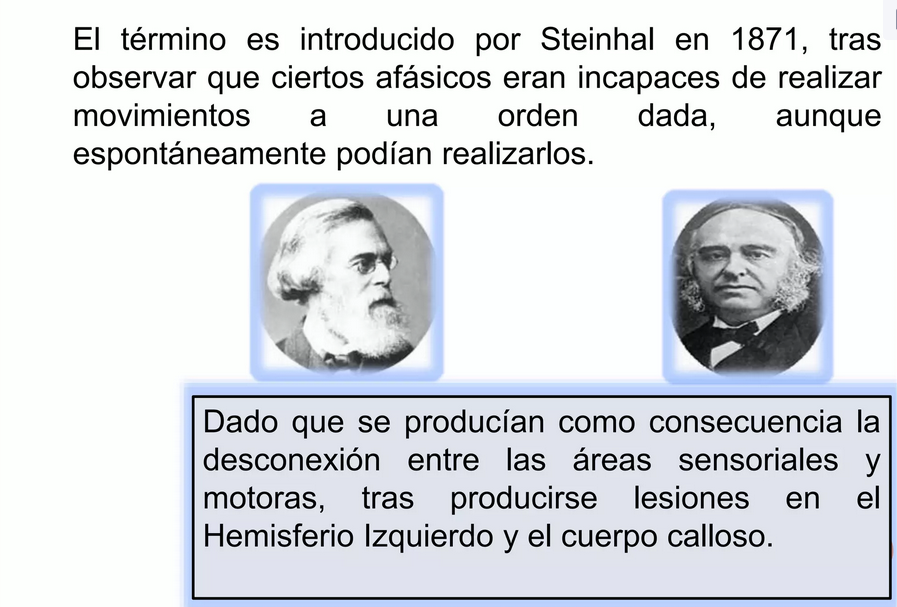 El término es introducido por Steinhal en 1871, tras
observar que ciertos afásicos eran incapaces de realizar
movimientos a una orden dada, aunque
espontáneamente podían realizarlos.
Dado que se producían como consecuencia la
desconexión entre las áreas sensoriales y
motoras, tras producirse lesiones en el
Hemisferio Izquierdo y el cuerpo calloso.